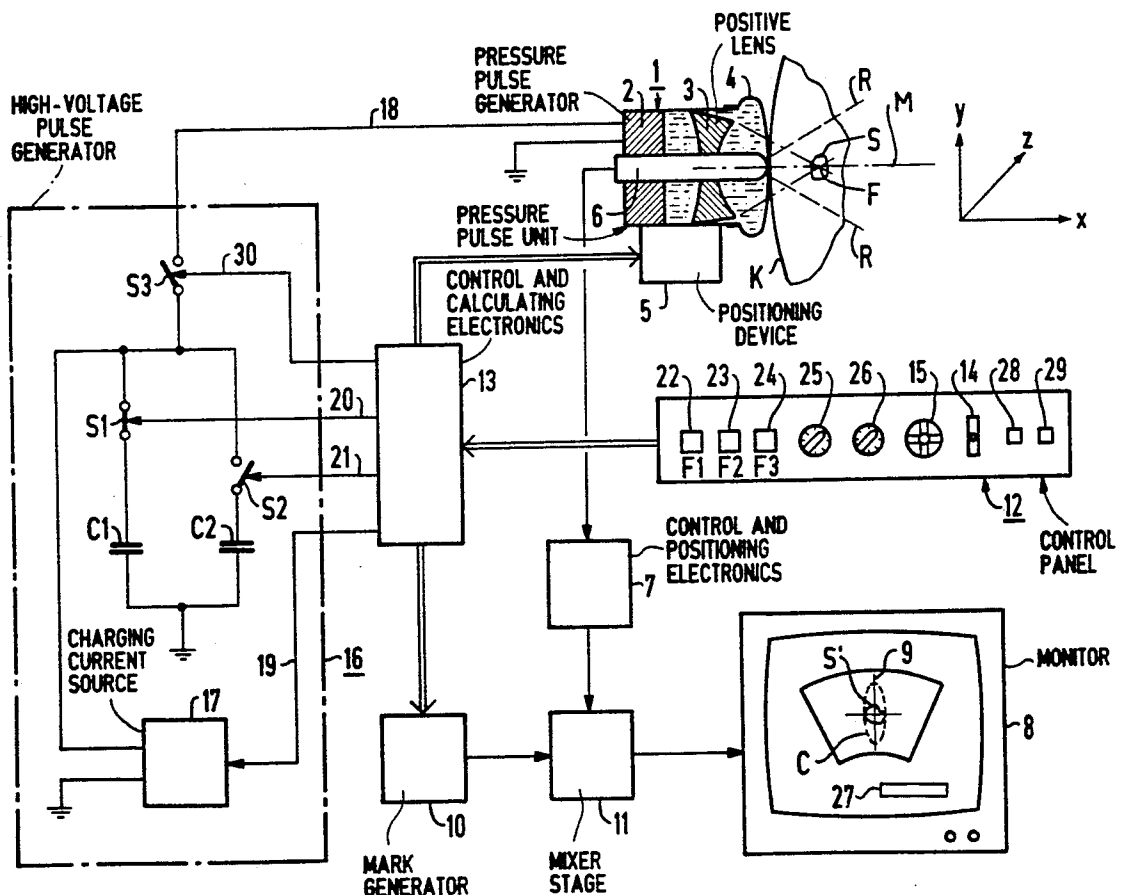 POSITIVE
LENS
PRESSURE
PULSE
GENERATOR
1
4
2
3
R
M
HIGH-VOLTAGE
PULSE
GENERATOR
18
S
y
z
F
x
6
PRESSURE
PULSE UNIT
R
K
30
S3
CONTROL AND
CALCULATING
ELECTRONICS
5
POSITIONING
DEVICE
13
22
23
24
25
26
15
14
28
29
20
S1
21
F1
F2
F3
S2
12
C1
C2
CONTROL AND
POSITIONING
ELECTRONICS
CONTROL
PANEL
7
CHARGING
CURRENT
SOURCE
19
16
S'
9
MONITOR
17
8
C
27
10
11
MARK
GENERATOR
MIXER
STAGE